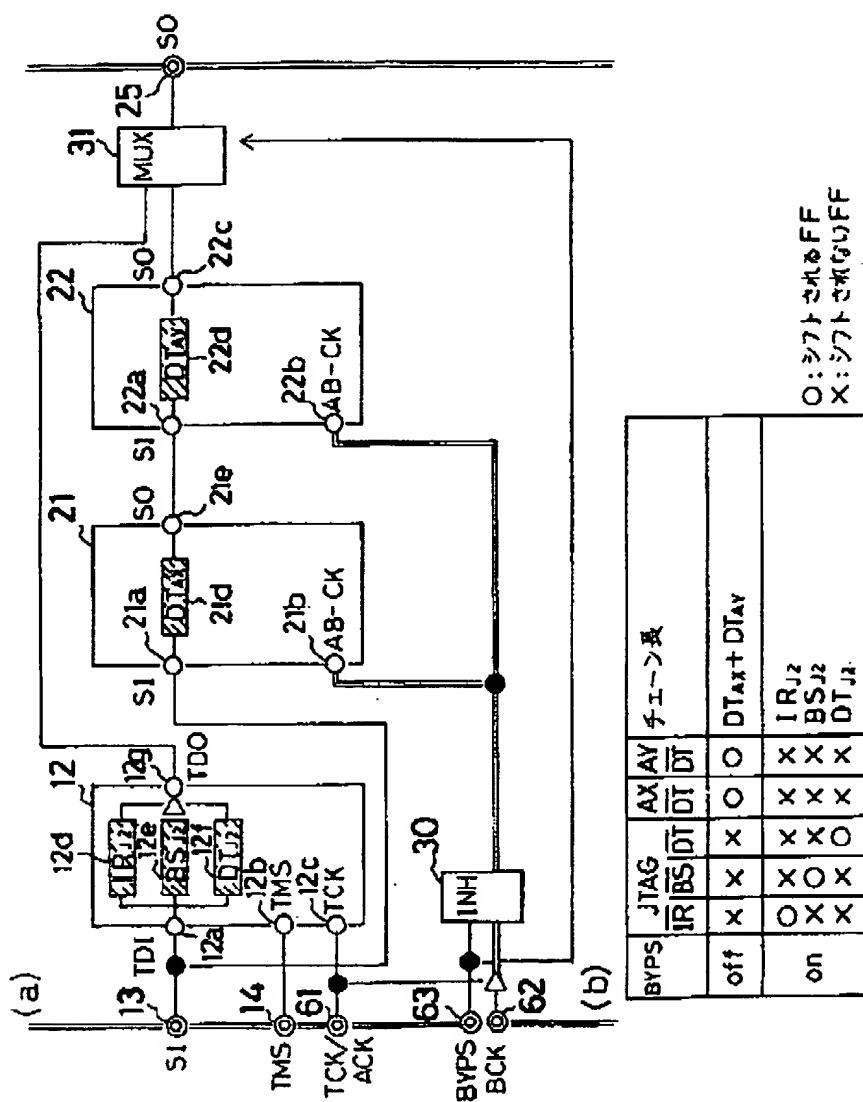 (a)
SI 13
TMS 14
TCK/
ACK 61
BYPS 63
BCK 62
12
12d IRJ2
12e BSJ2
12f DTJ2
TDI 12a
12b TMS
12c TCK
12g TDO
30
INH
21
SI 21a
DTAX
21d
SO 21e
21b AB-CK
22
SI 22a
DTAY
22d
SO 22c
22b AB-CK
31
MUX
25 SO
(b)
BYPS JTAG AX AY チェーン長
IR BS DT DT DT
off × × × ○ ○ DTAX+DTAY
on ○ × × × × IRJ2
× ○ × × × BSJ2
× × ○ × × DTJ2
○:シフトされるFF
×:シフトされないFF